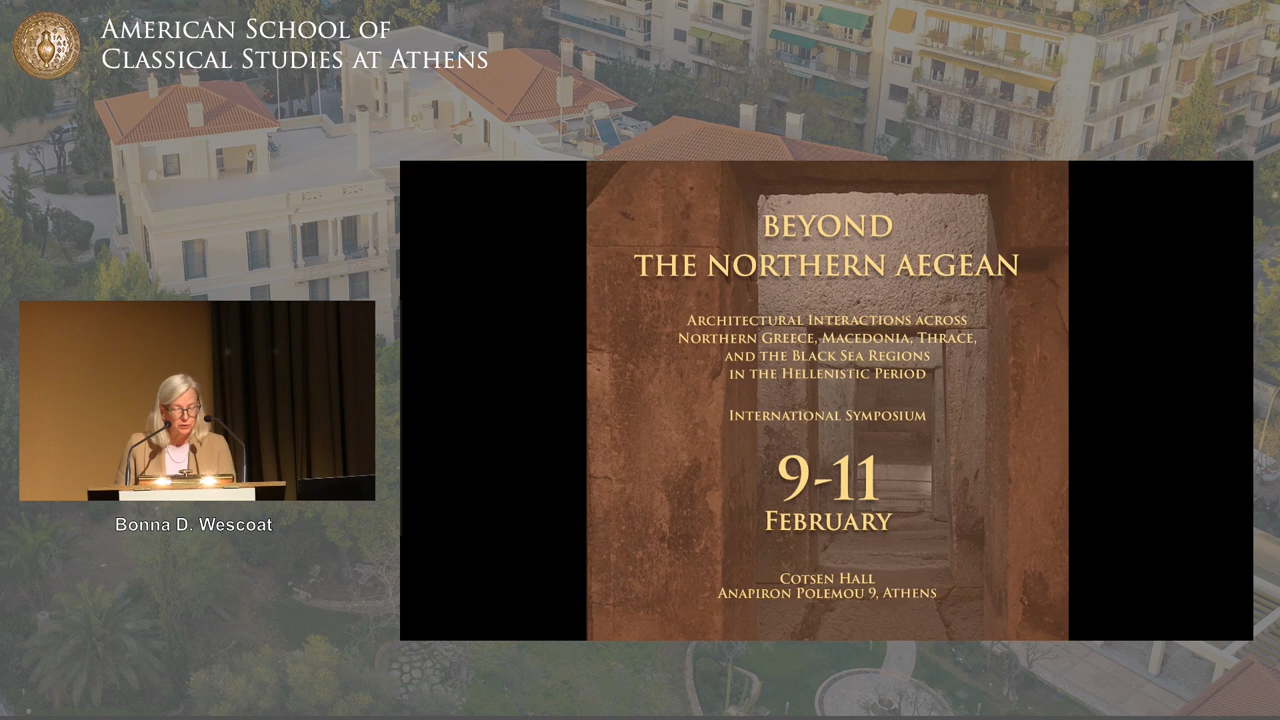 American School of
Classical Studies at Athens
Beyond
the Northern Aegean
Architectural Interactions across
Northern Greece, Macedonia, Thrace,
and the Black Sea Regions
in the Hellenistic Period
International Symposium
9-11
February
Cotsen Hall
Anapiron Polemou 9, Athens
Bonna D. Wescoat